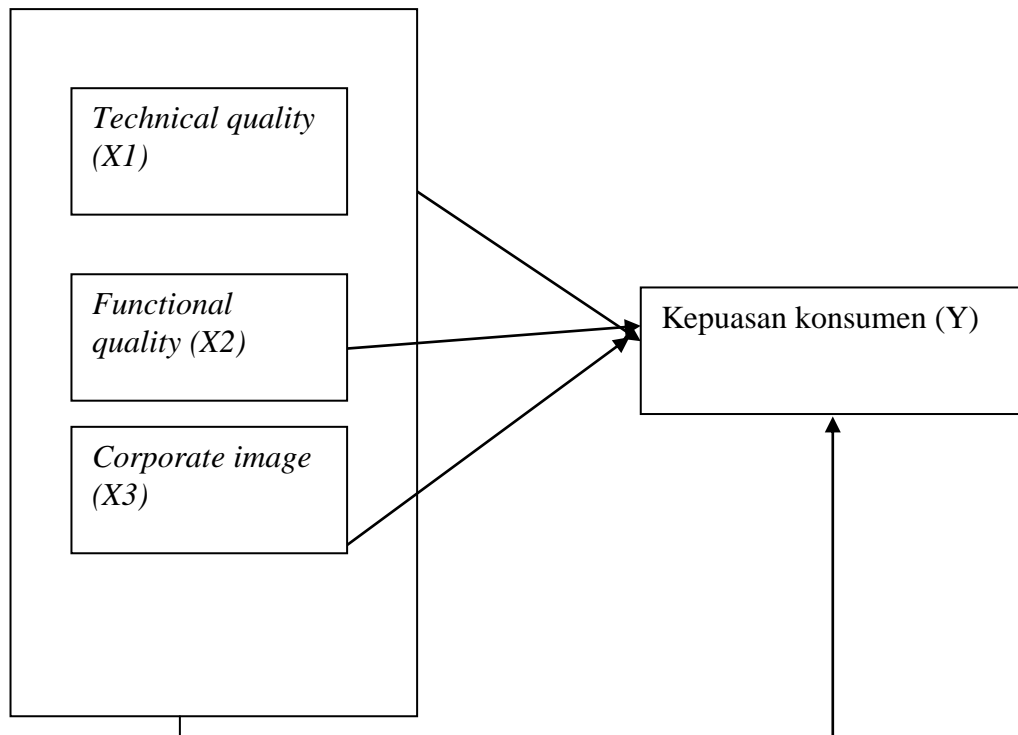 Technical quality
(X1)
Functional
quality (X2)
Kepuasan konsumen (Y)
Corporate image
(X3)